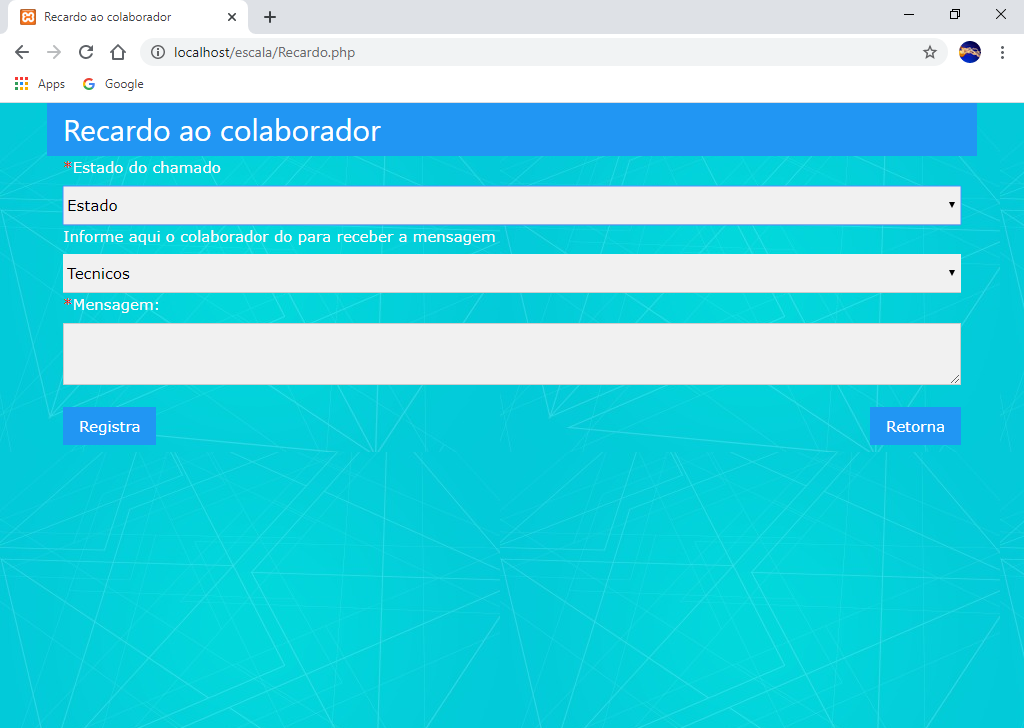 Recardo ao colaborador
localhost/escala/Recardo.php
Apps Google
Recardo ao colaborador
*Estado do chamado
Estado
Informe aqui o colaborador do para receber a mensagem
Tecnicos
*Mensagem:
Registra Retorna